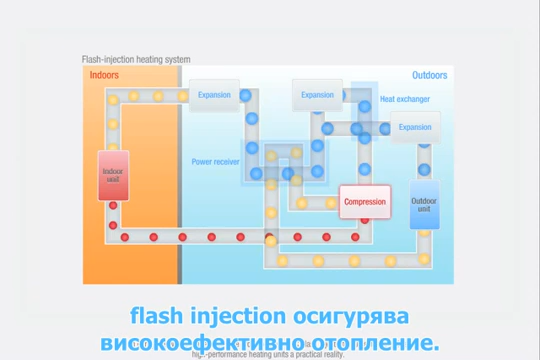 Flash-injection heating system
Indoors
Outdoors
Expansion
Expansion
Heat exchanger
Expansion
Power receiver
Indoor
unit
Compression
Outdoor
unit
flash injection осигурява
високоефективно отопление.
high-performance heating units a practical reality.